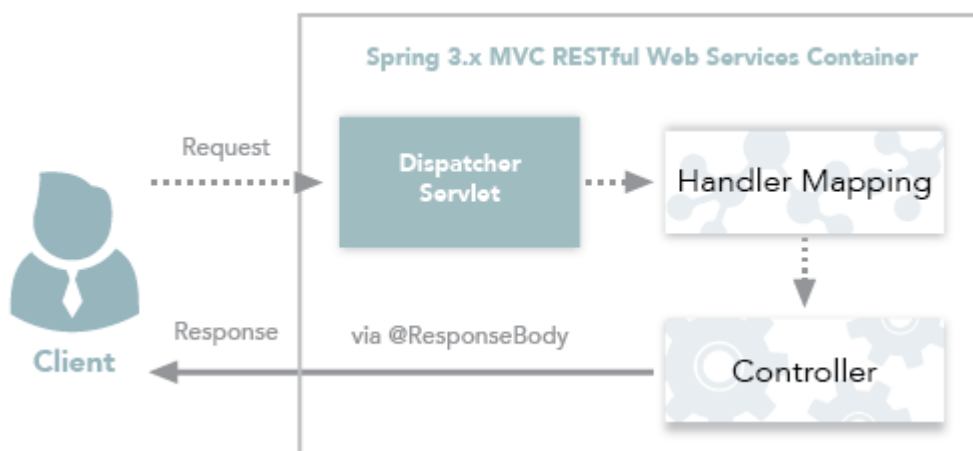 Spring 3.x MVC RESTful Web Services Container
Request
Dispatcher
Servlet
Handler Mapping
Response
via @ResponseBody
Client
Controller